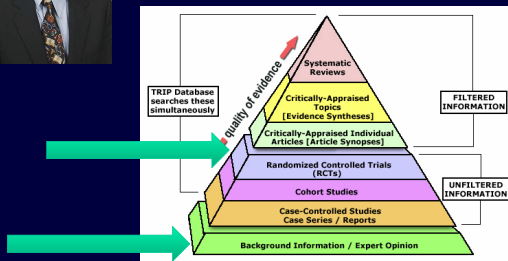 Systematic
Reviews
quality of evidence
TRIP Database
searches these
simultaneously
Critically-Appraised
Topics
[Evidence Syntheses]
FILTERED
INFORMATION
Critically-Appraised Individual
Articles [Article Synopses]
Randomized Controlled Trials
(RCTs)
UNFILTERED
INFORMATION
Cohort Studies
Case-Controlled Studies
Case Series / Reports
Background Information / Expert Opinion